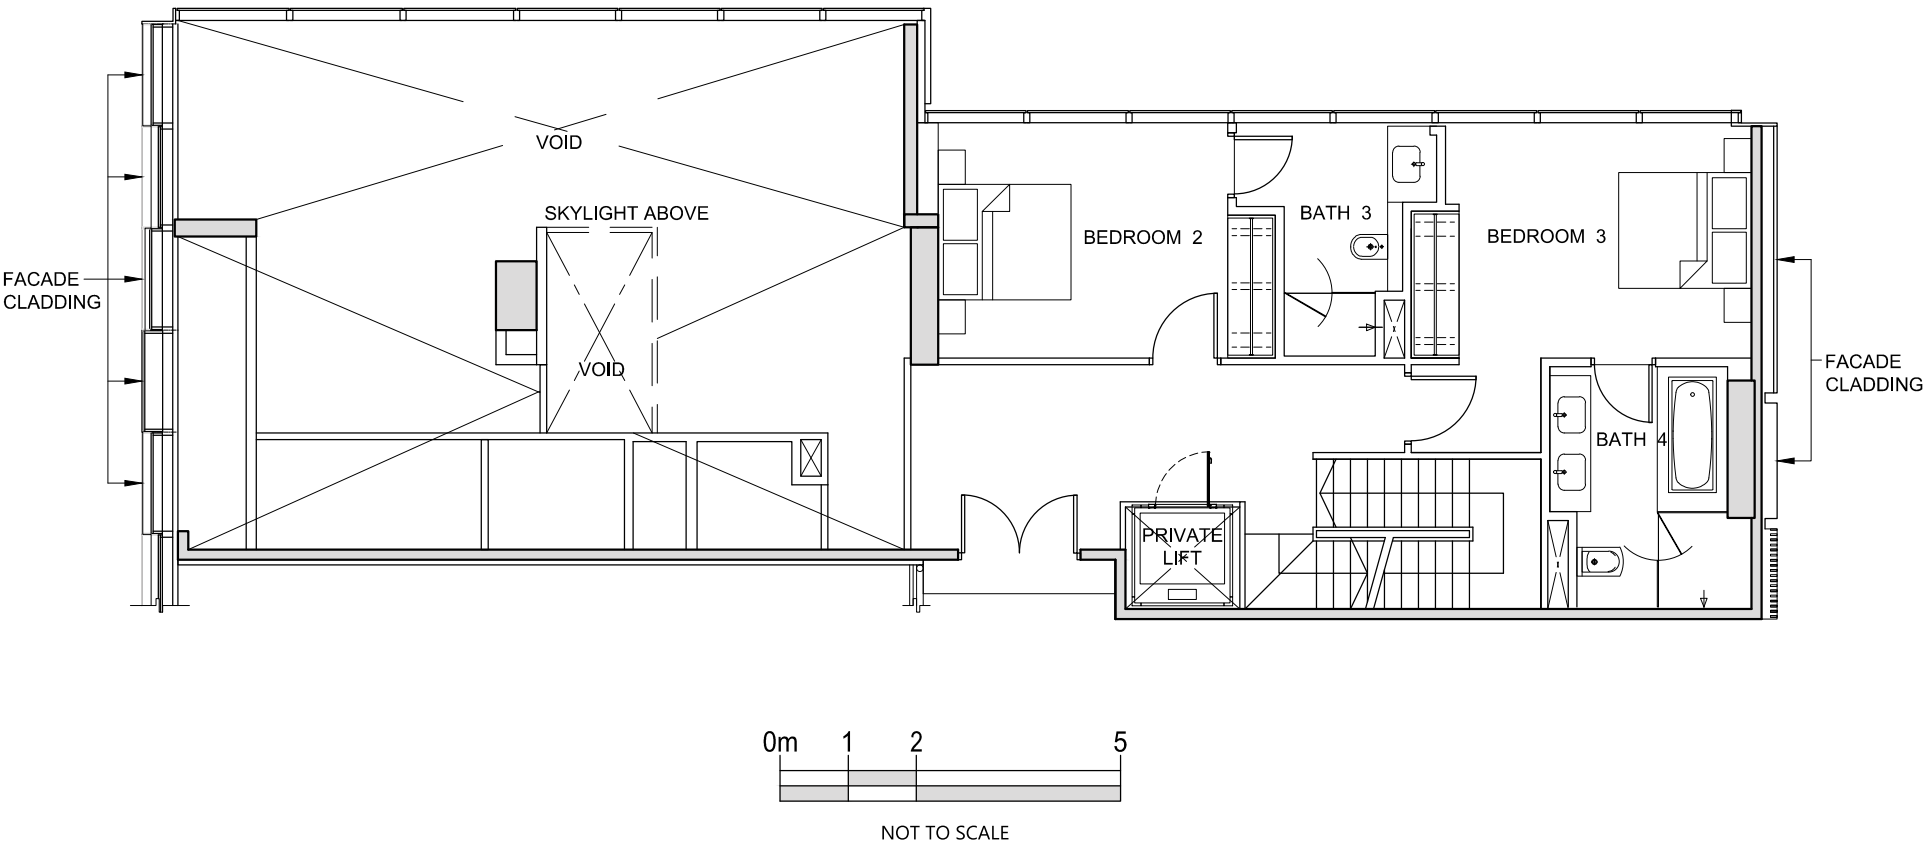 VOID
SKYLIGHT ABOVE
VOID
FACADE
CLADDING
BEDROOM 2
BATH 3
BEDROOM 3
BATH 4
FACADE
CLADDING
PRIVATE
LIFT
0m 1 2 5
NOT TO SCALE